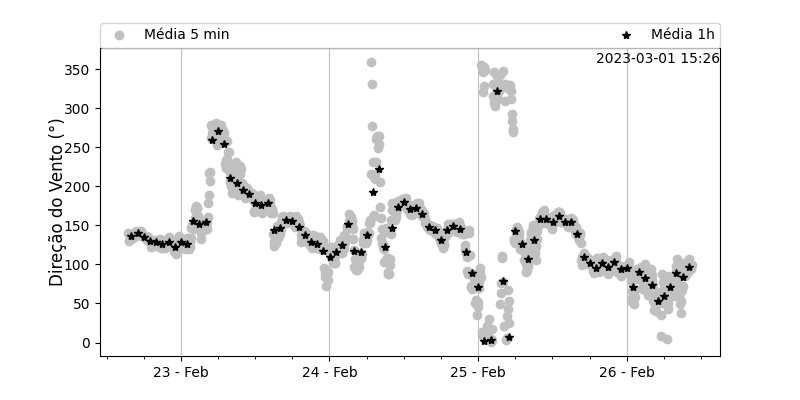 Média 5 min
Média 1h
2023-03-01 15:26
Direção do Vento (°)
350
300
250
200
150
100
50
0
23 - Feb
24 - Feb
25 - Feb
26 - Feb